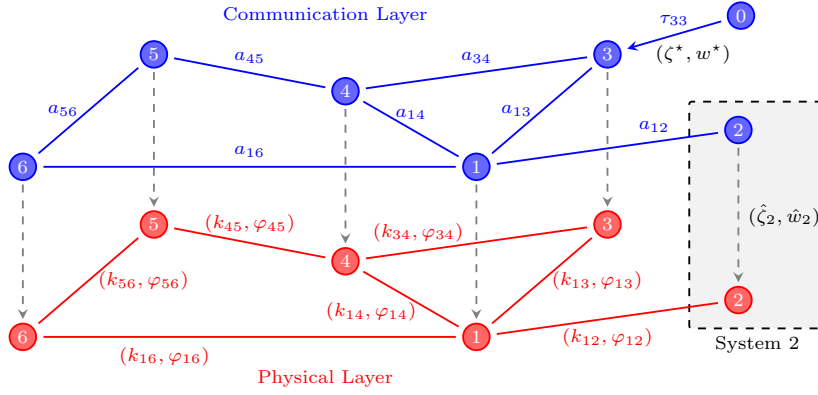 Communication Layer
0
τ₃₃
(ζ*, w*)
5
a₄₅
a₃₄
3
a₅₆
4
a₁₄
a₁₃
a₁₂
2
6
a₁₆
1
(k₄₅, φ₄₅)
(k₃₄, φ₃₄)
(ζ̂₂, ŵ₂)
5
3
4
(k₅₆, φ₅₆)
(k₁₃, φ₁₃)
(k₁₄, φ₁₄)
2
6
(k₁₆, φ₁₆)
1
(k₁₂, φ₁₂)
System 2
Physical Layer